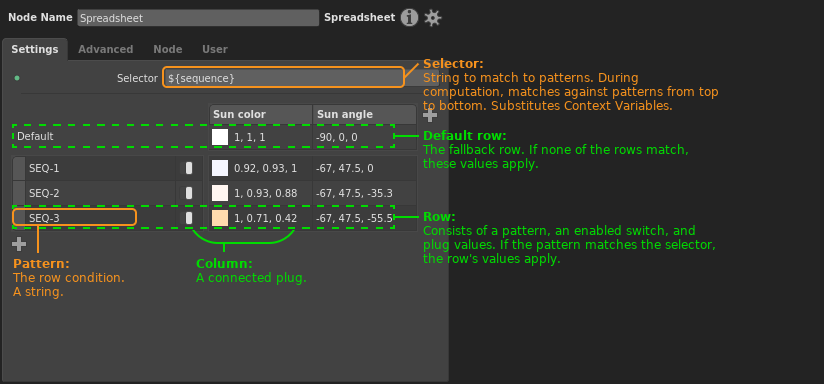 Node Name Spreadsheet Spreadsheet
Settings Advanced Node User
Selector ${sequence}
Selector:
String to match to patterns. During
computation, matches against patterns from top
to bottom. Substitutes Context Variables.
Sun color Sun angle
Default 1, 1, 1 -90, 0, 0
Default row:
The fallback row. If none of the rows match,
these values apply.
SEQ-1 0.92, 0.93, 1 -67, 47.5, 0
SEQ-2 1, 0.93, 0.88 -67, 47.5, -35.3
SEQ-3 1, 0.71, 0.42 -67, 47.5, -55.5
Row:
Consists of a pattern, an enabled switch, and
plug values. If the pattern matches the selector,
the row's values apply.
Pattern:
The row condition.
A string.
Column:
A connected plug.